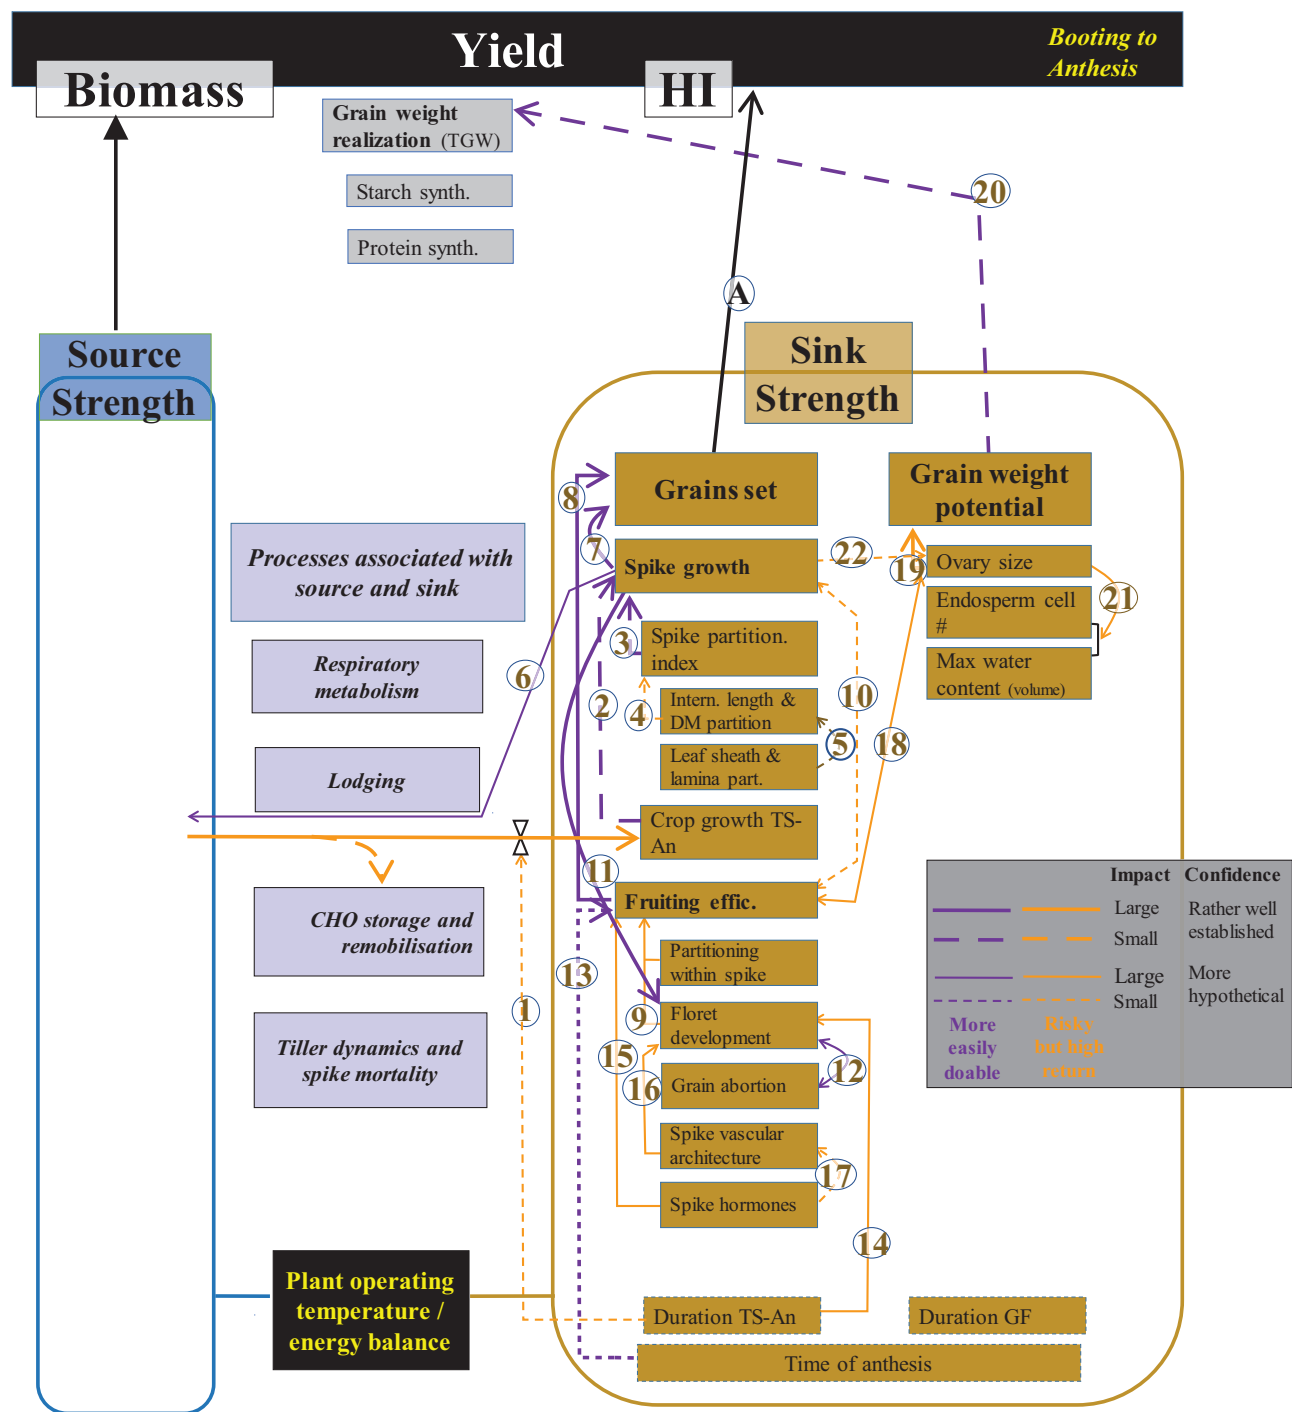 Yield
Booting to
Anthesis
Biomass
HI
Grain weight
realization (TGW)
Starch synth.
Protein synth.
20
A
Source
Strength
Sink
Strength
Grains set
Grain weight
potential
8
7
Spike growth
22
19
Ovary size
Endosperm cell
#
21
Max water
content (volume)
Processes associated with
source and sink
Respiratory
metabolism
Lodging
6
3
Spike partition.
index
2
4
Intern. length &
DM partition
10
5
18
Leaf sheath &
lamina part.
Crop growth TS-
An
11
Fruiting effic.
CHO storage and
remobilisation
Tiller dynamics and
spike mortality
1
13
Partitioning
within spike
9
Floret
development
15
16
12
Grain abortion
Spike vascular
architecture
17
Spike hormones
14
Impact Confidence
Large
Rather well
established
Small
Large
More
hypothetical
Small
More
easily
doable
Risky
but high
return
Plant operating
temperature /
energy balance
Duration TS-An
Duration GF
Time of anthesis